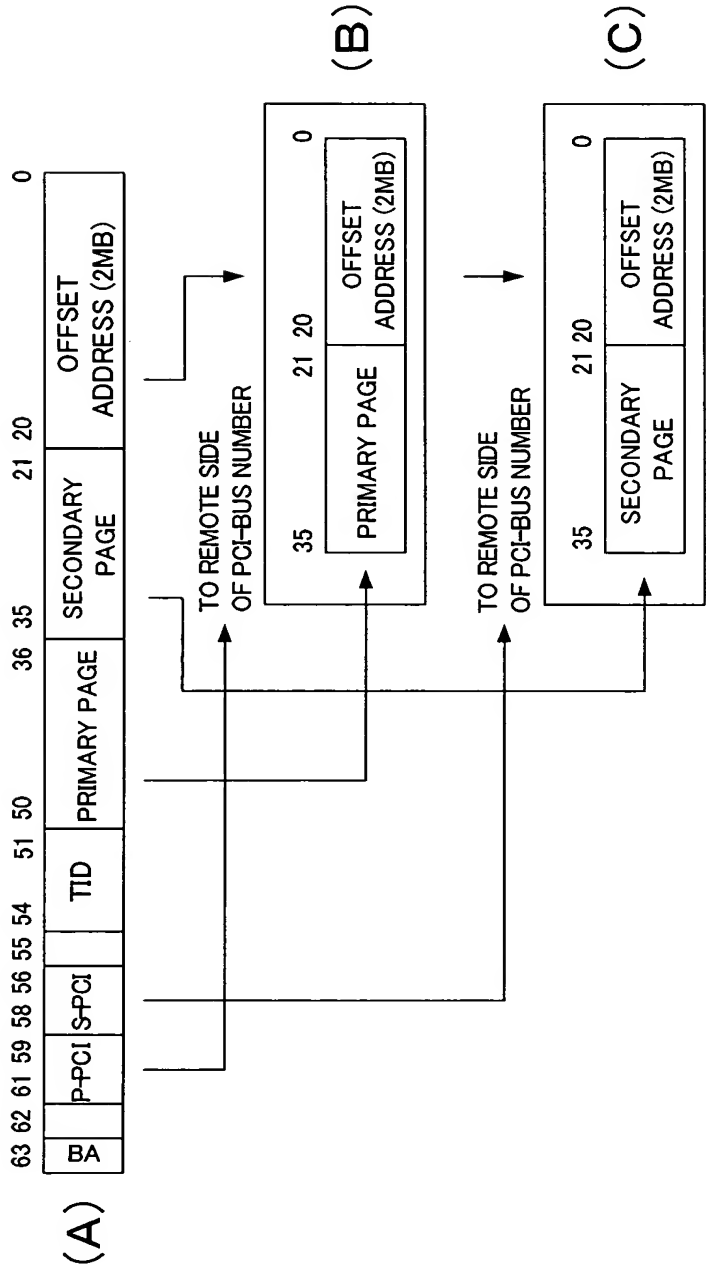 (A)
63 62 61 59 58 56 55 54 51 50 36 35 21 20 0
BA P-PCI S-PCI TID PRIMARY PAGE SECONDARY
PAGE OFFSET
ADDRESS (2MB)
TO REMOTE SIDE
OF PCI-BUS NUMBER
(B)
35 21 20 0
PRIMARY PAGE OFFSET
ADDRESS (2MB)
TO REMOTE SIDE
OF PCI-BUS NUMBER
(C)
35 21 20 0
SECONDARY
PAGE OFFSET
ADDRESS (2MB)